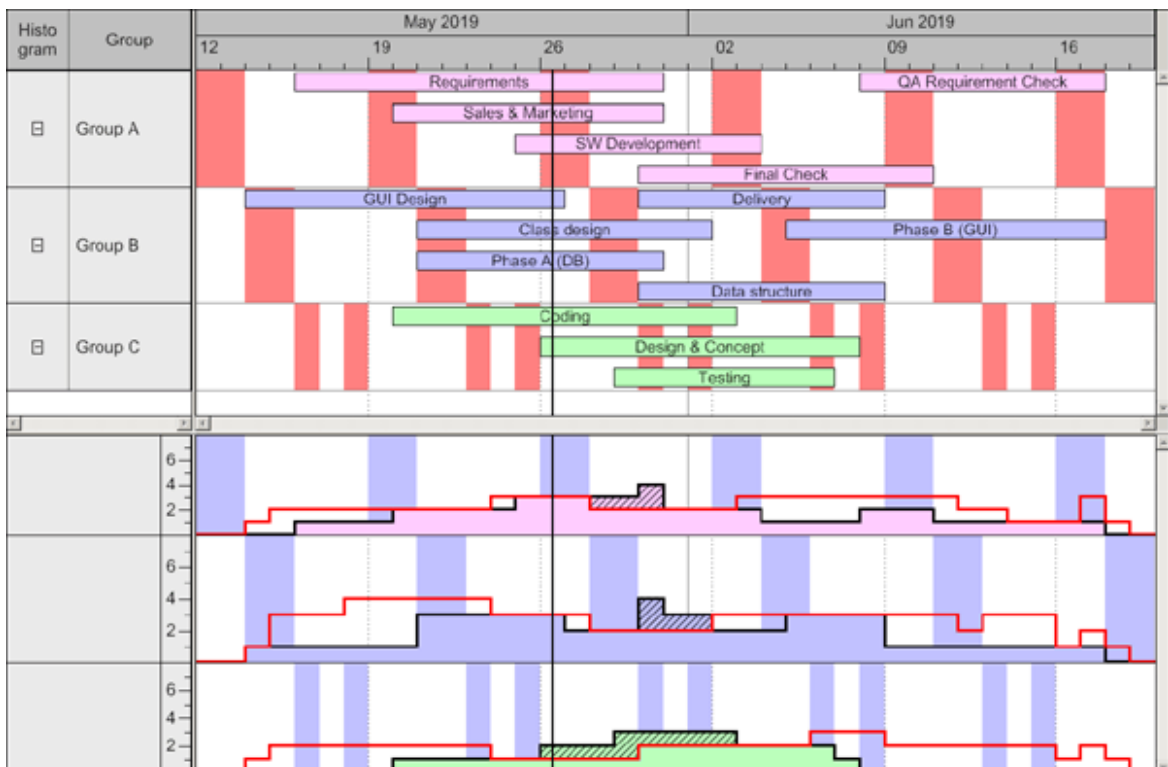 Histo
gram
Group
May 2019
Jun 2019
12
19
26
02
09
16
Group A
Requirements
QA Requirement Check
Sales & Marketing
SW Development
Final Check
Group B
GUI Design
Delivery
Class design
Phase B (GUI)
Phase A (DB)
Data structure
Group C
Coding
Design & Concept
Testing
6
4
2
6
4
2
6
4
2